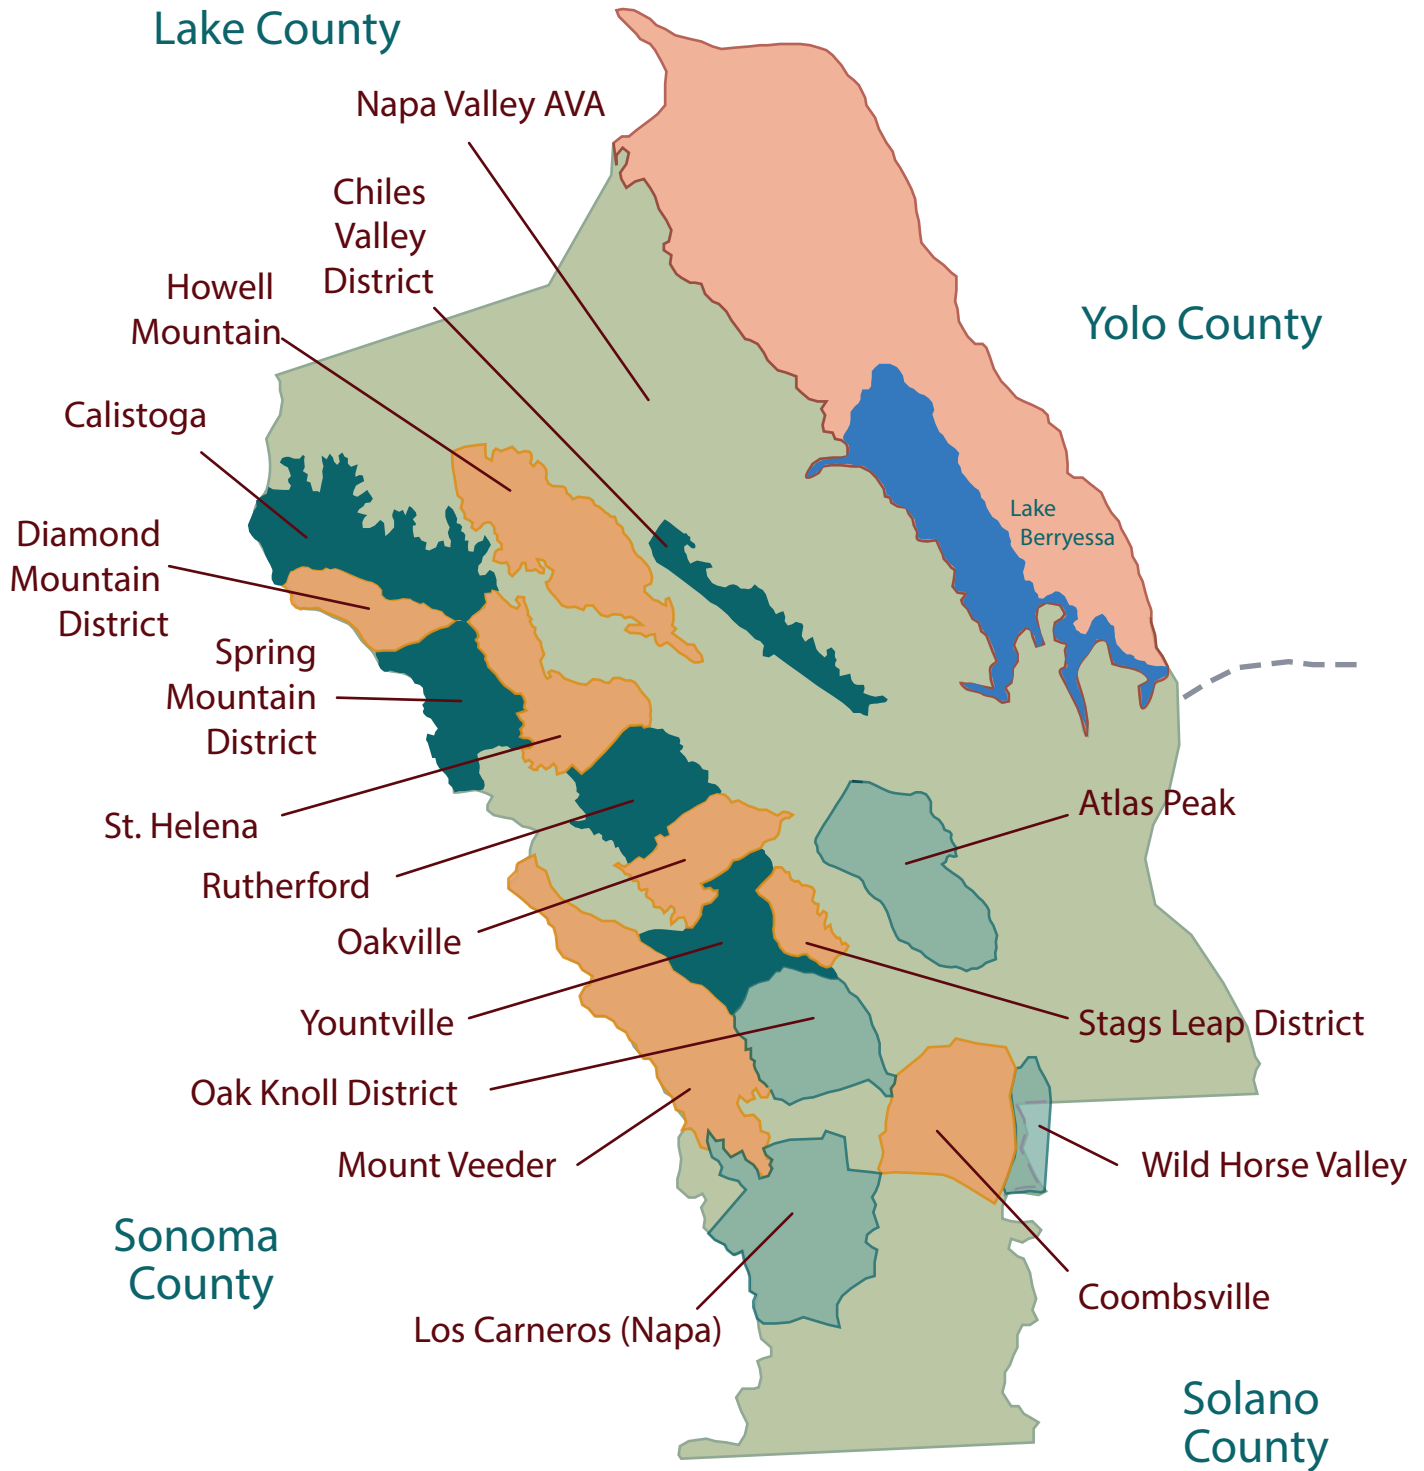 Lake County
Napa Valley AVA
Chiles
Valley
District
Howell
Mountain
Yolo County
Calistoga
Lake
Berryessa
Diamond
Mountain
District
Spring
Mountain
District
Atlas Peak
St. Helena
Rutherford
Oakville
Yountville
Stags Leap District
Oak Knoll District
Mount Veeder
Wild Horse Valley
Sonoma
County
Coombsville
Los Carneros (Napa)
Solano
County